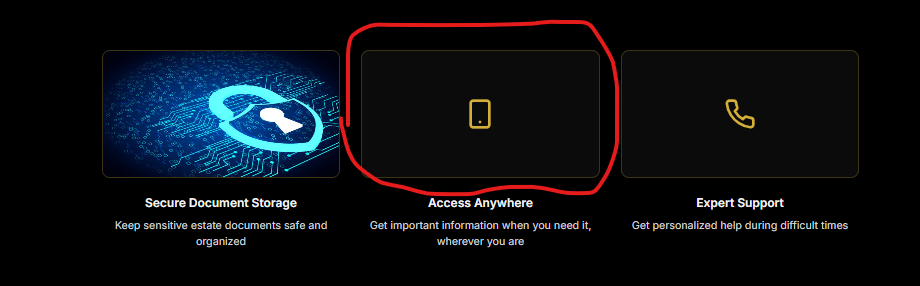 Secure Document Storage
Keep sensitive estate documents safe and
organized
Access Anywhere
Get important information when you need it,
wherever you are
Expert Support
Get personalized help during difficult times